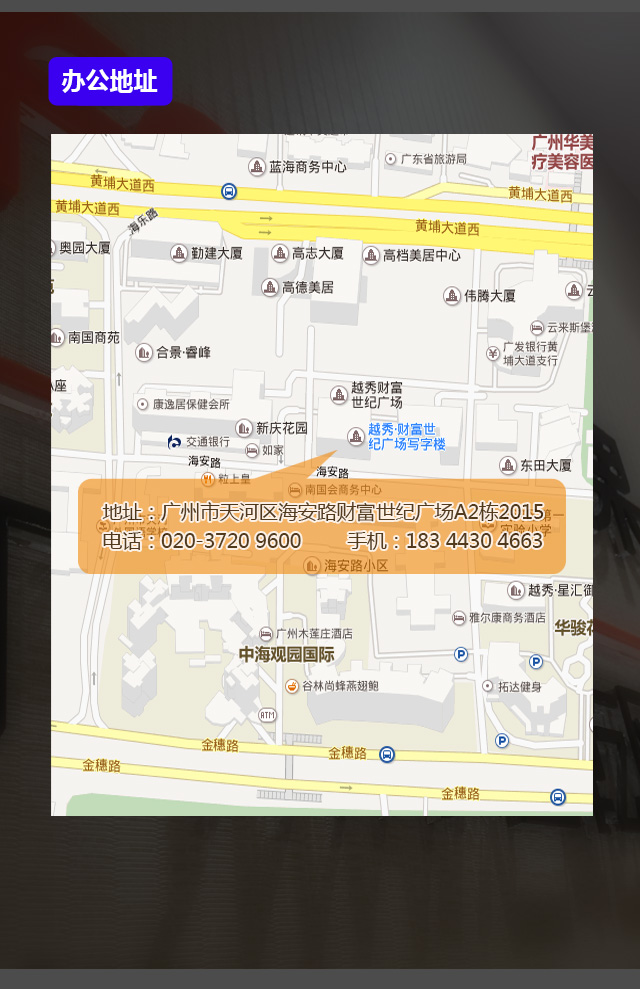 办公地址
广州华美
疗美容医
蓝海商务中心
广东省旅游局
黄埔大道西
黄埔大道西
黄埔大道西
黄埔大道西
海乐路
奥园大厦
勤建大厦
高志大厦
高档美居中心
高德美居
伟腾大厦
云来斯堡
南国商苑
合景·睿峰
广发银行黄
埔大道支行
越秀财富
世纪广场
康逸居保健会所
新庆花园
越秀·财富世
纪广场写字楼
交通银行
如家
海安路
海安路
东田大厦
粒上皇
南国会商务中心
地址：广州市天河区海安路财富世纪广场A2栋2015
电话：020-3720 9600 手机：183 4430 4663
实验小学
海安路小区
越秀·星汇御
雅尔康商务酒店
华骏花
广州木莲庄酒店
中海观园国际
P
P
谷林尚蜂燕翅鲍
拓达健身
ATM
P
金穗路
金穗路
金穗路
金穗路